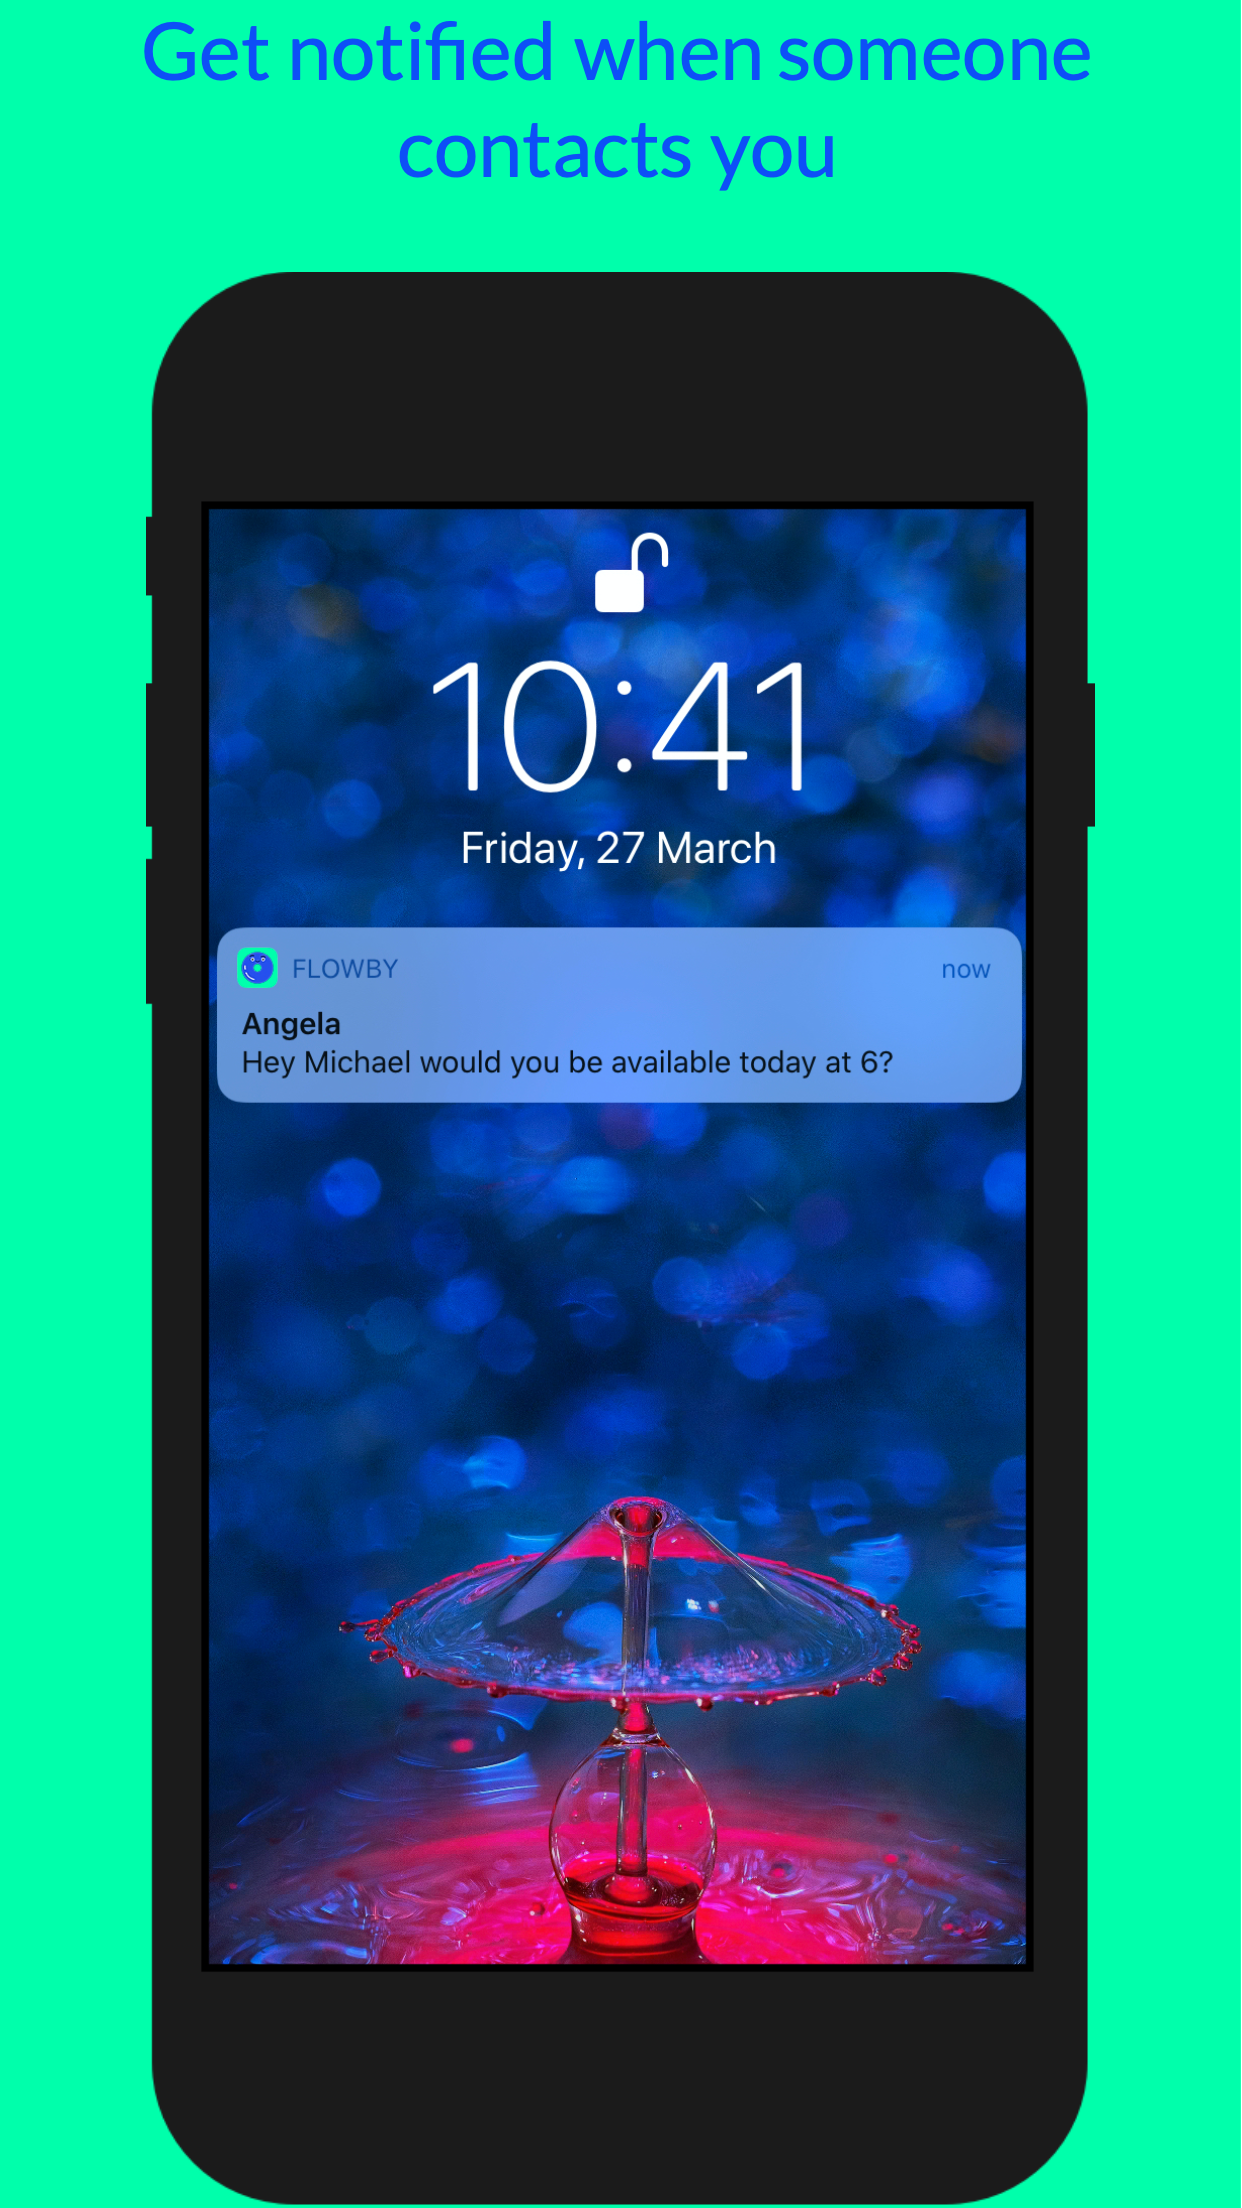 Get notified when someone
contacts you
10:41
Friday, 27 March
FLOWBY
now
Angela
Hey Michael would you be available today at 6?